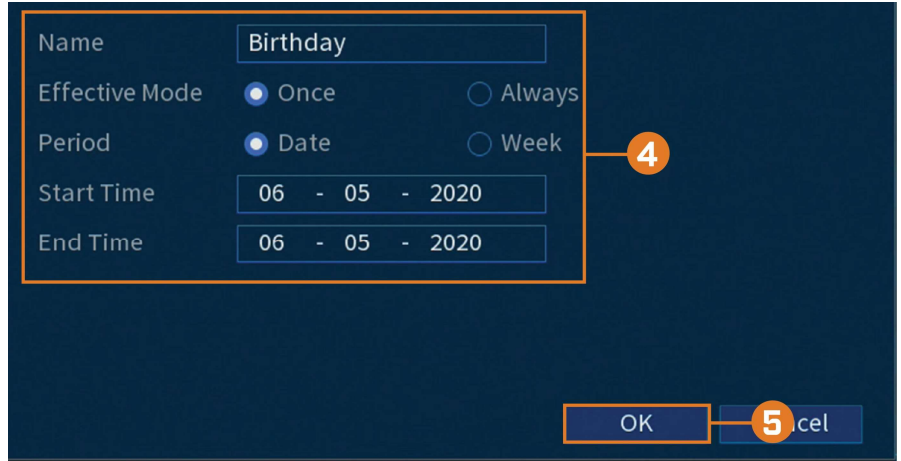 Name Birthday
Effective Mode Once Always
Period Date Week
4
Start Time 06 - 05 - 2020
End Time 06 - 05 - 2020
OK 5 cel